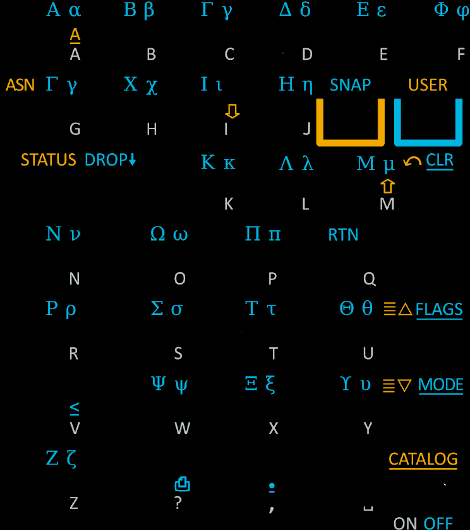 Α α Β β Γ γ Δ δ Ε ε Φ φ
A
A B C D E F
ASN Γ γ Χ χ Ι ι Η η SNAP USER
⇩
G H I J
STATUS DROP↓ Κ κ Λ λ Μ μ ↶ CLR
⇧
K L M
Ν ν Ω ω Π π RTN
N O P Q
Ρ ρ Σ σ Τ τ Θ θ ≡△ FLAGS
R S T U
Ψ ψ Ξ ξ Υ υ ≡▽ MODE
≤
V W X Y
Ζ ζ CATALOG
Z ? , ␣
ON OFF